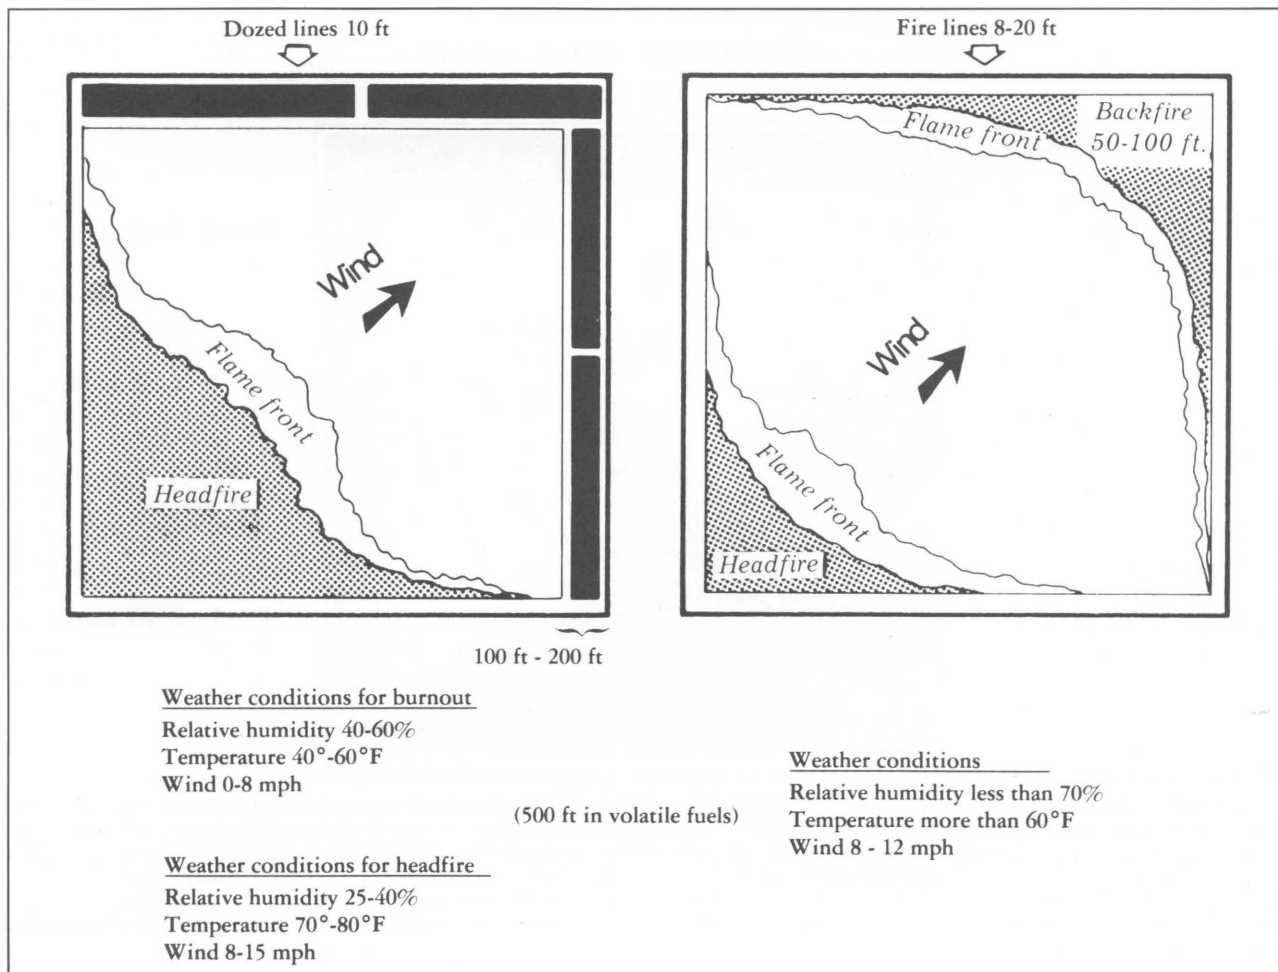 Dozed lines 10 ft
Wind
Flame front
Headfire
100 ft - 200 ft
Weather conditions for burnout
Relative humidity 40-60%
Temperature 40°-60°F
Wind 0-8 mph
(500 ft in volatile fuels)
Weather conditions for headfire
Relative humidity 25-40%
Temperature 70°-80°F
Wind 8-15 mph
Fire lines 8-20 ft
Backfire
50-100 ft.
Flame front
Wind
Flame front
Headfire
Weather conditions
Relative humidity less than 70%
Temperature more than 60°F
Wind 8 - 12 mph